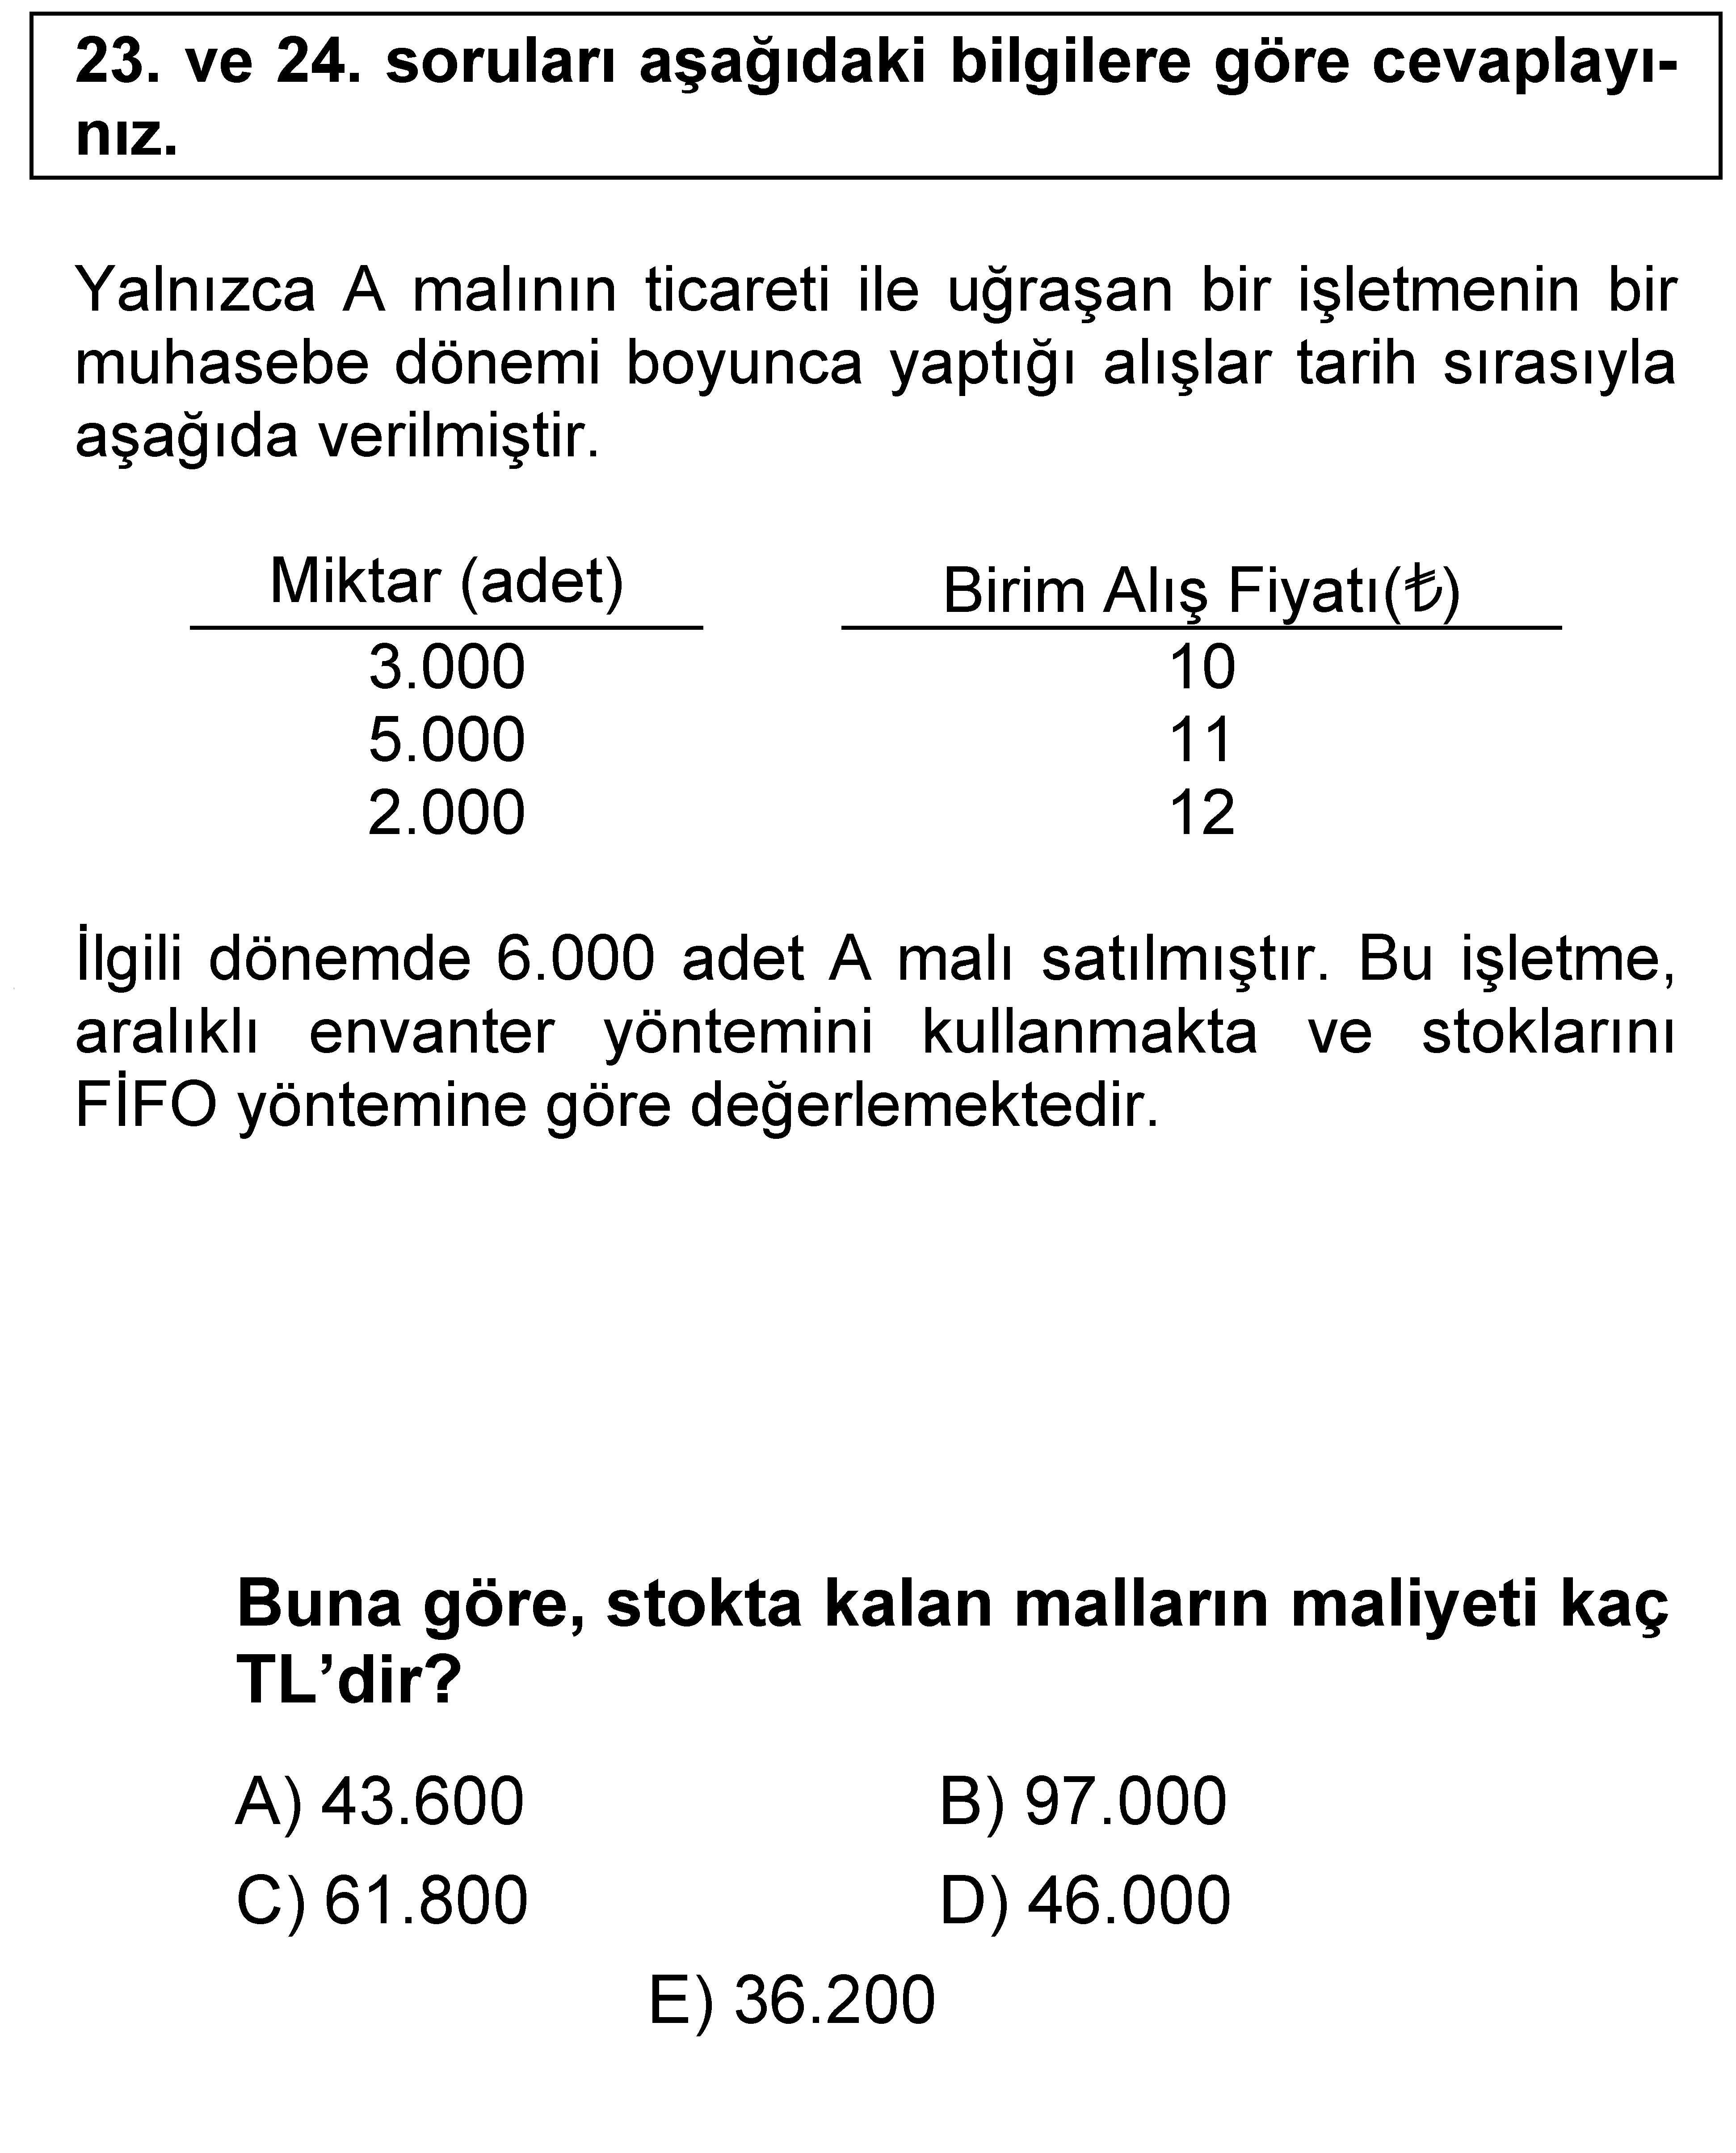 23. ve 24. soruları aşağıdaki bilgilere göre cevaplayı-
nız.
Yalnızca A malının ticareti ile uğraşan bir işletmenin bir
muhasebe dönemi boyunca yaptığı alışlar tarih sırasıyla
aşağıda verilmiştir.
Miktar (adet) Birim Alış Fiyatı(₺)
3.000 10
5.000 11
2.000 12
İlgili dönemde 6.000 adet A malı satılmıştır. Bu işletme,
aralıklı envanter yöntemini kullanmakta ve stoklarını
FİFO yöntemine göre değerlemektedir.
Buna göre, stokta kalan malların maliyeti kaç
TL’dir?
A) 43.600 B) 97.000
C) 61.800 D) 46.000
E) 36.200